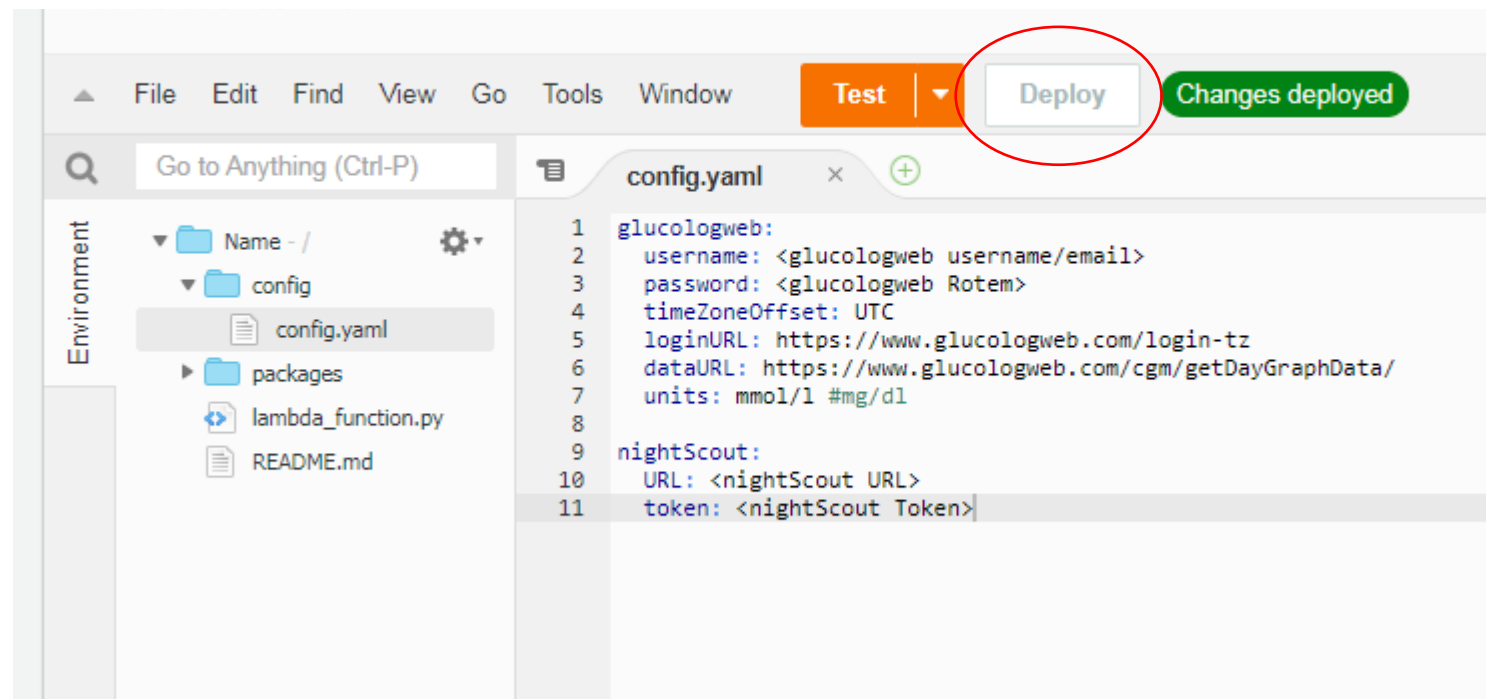 File Edit Find View Go Tools Window Test Deploy Changes deployed
Go to Anything (Ctrl-P)
config.yaml
Environment
Name - /
config
config.yaml
packages
lambda_function.py
README.md
1 glucologweb:
2 username: <glucologweb username/email>
3 password: <glucologweb Rotem>
4 timeZoneOffset: UTC
5 loginURL: https://www.glucologweb.com/login-tz
6 dataURL: https://www.glucologweb.com/cgm/getDayGraphData/
7 units: mmol/l #mg/dl
8
9 nightScout:
10 URL: <nightScout URL>
11 token: <nightScout Token>